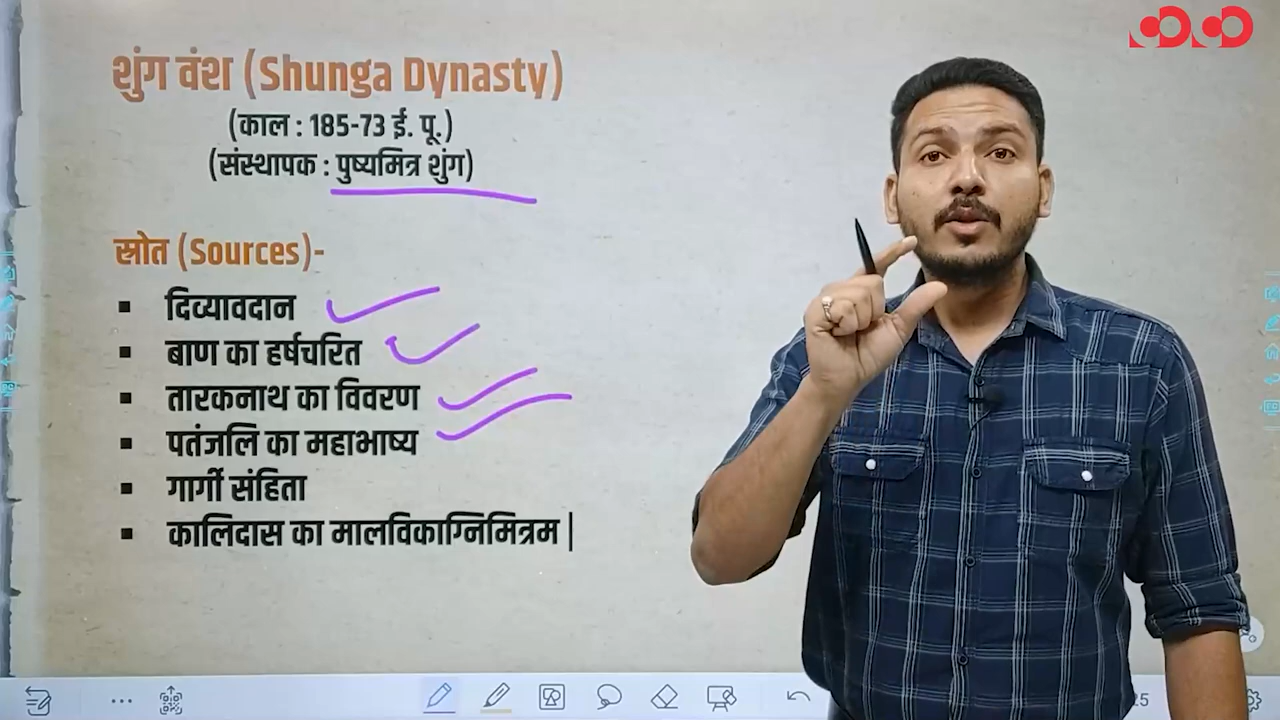 शुंग वंश (Shunga Dynasty)
(काल : 185-73 ई. पू.)
(संस्थापक : पुष्यमित्र शुंग)
स्रोत (Sources)-
▪ दिव्यावदान
▪ बाण का हर्षचरित
▪ तारकनाथ का विवरण
▪ पतंजलि का महाभाष्य
▪ गार्गी संहिता
▪ कालिदास का मालविकाग्निमित्रम |